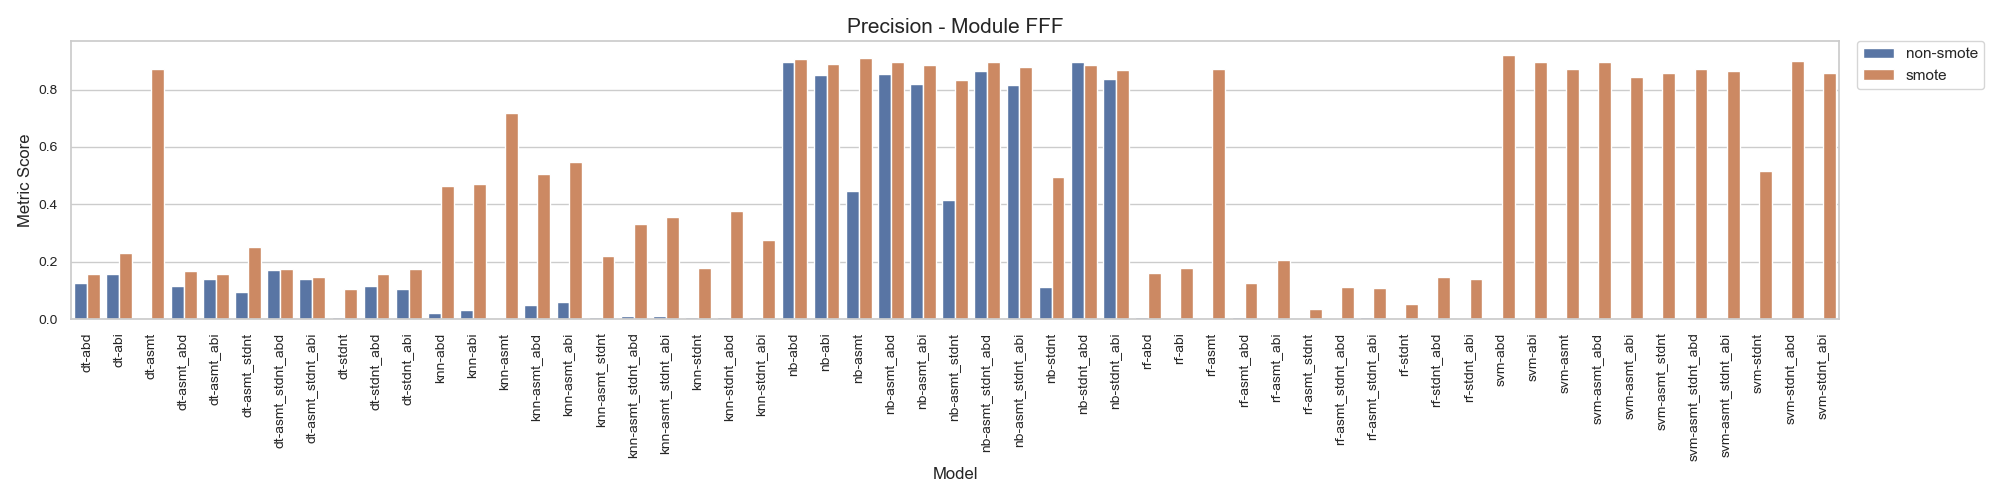 Precision - Module FFF
non-smote
smote
Metric Score
0.8
0.6
0.4
0.2
0.0
dt-abd
dt-abi
dt-asmt
dt-asmt_abd
dt-asmt_abi
dt-asmt_stdnt
dt-asmt_stdnt_abd
dt-asmt_stdnt_abi
dt-stdnt
dt-stdnt_abd
dt-stdnt_abi
knn-abd
knn-abi
knn-asmt
knn-asmt_abd
knn-asmt_abi
knn-asmt_stdnt
knn-asmt_stdnt_abd
knn-asmt_stdnt_abi
knn-stdnt
knn-stdnt_abd
knn-stdnt_abi
nb-abd
nb-abi
nb-asmt
nb-asmt_abd
nb-asmt_abi
nb-asmt_stdnt
nb-asmt_stdnt_abd
nb-asmt_stdnt_abi
nb-stdnt
nb-stdnt_abd
nb-stdnt_abi
rf-abd
rf-abi
rf-asmt
rf-asmt_abd
rf-asmt_abi
rf-asmt_stdnt
rf-asmt_stdnt_abd
rf-asmt_stdnt_abi
rf-stdnt
rf-stdnt_abd
rf-stdnt_abi
svm-abd
svm-abi
svm-asmt
svm-asmt_abd
svm-asmt_abi
svm-asmt_stdnt
svm-asmt_stdnt_abd
svm-asmt_stdnt_abi
svm-stdnt
svm-stdnt_abd
svm-stdnt_abi
Model